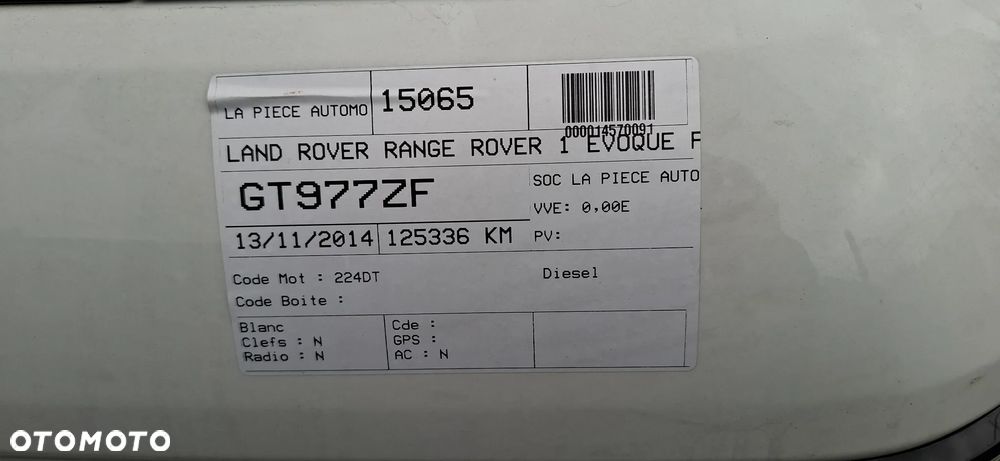 LA PIECE AUTOMO 15065
000014570091
LAND ROVER RANGE ROVER 1 EVOQUE F
GT977ZF
SOC LA PIECE AUTO
VVE: 0,00E
13/11/2014 125336 KM PV:
Code Mot : 224DT
Diesel
Code Boite :
Blanc
Clefs : N
Radio : N
Cde :
GPS :
AC : N
OTOMOTO